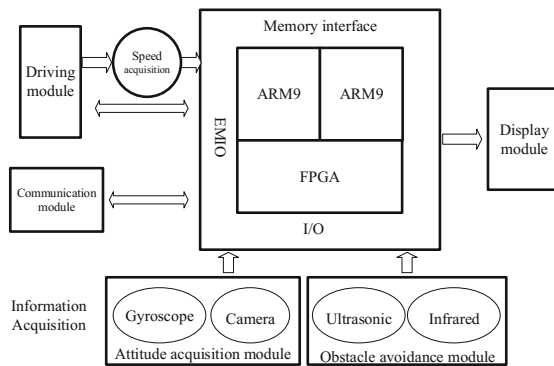 Memory interface
Driving
module
Speed
acquisition
ARM9
ARM9
EMIO
FPGA
I/O
Display
module
Communication
module
Information
Acquisition
Gyroscope
Camera
Attitude acquisition module
Ultrasonic
Infrared
Obstacle avoidance module